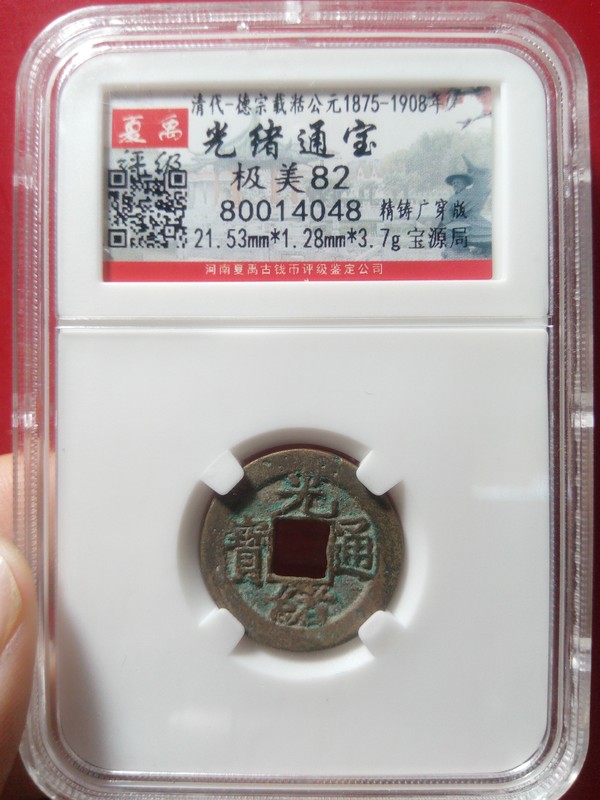 清代-德宗载湉公元1875-1908年
夏禹
评级
光绪通宝
极美82
80014048 精铸广穿版
21.53mm*1.28mm*3.7g 宝源局
河南夏禹古钱币评级鉴定公司
光
寶 通
緒